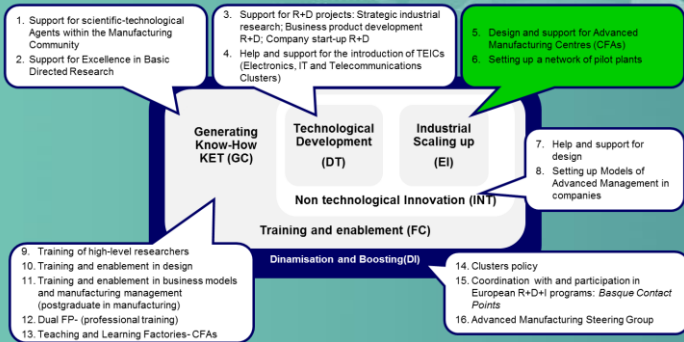 1. Support for scientific-technological
Agents within the Manufacturing
Community
2. Support for Excellence in Basic
Directed Research
3. Support for R+D projects: Strategic industrial
research; Business product development
R+D; Company start-up R+D
4. Help and support for the introduction of TEICs
(Electronics, IT and Telecommunications
Clusters)
5. Design and support for Advanced
Manufacturing Centres (CFAs)
6. Setting up a network of pilot plants
Generating
Know-How
KET (GC)
Technological
Development
(DT)
Industrial
Scaling up
(EI)
7. Help and support for
design
8. Setting up Models of
Advanced Management in
companies
Non technological Innovation (INT)
Training and enablement (FC)
Dinamisation and Boosting(DI)
9. Training of high-level researchers
10. Training and enablement in design
11. Training and enablement in business models
and manufacturing management
(postgraduate in manufacturing)
12. Dual FP- (professional training)
13. Teaching and Learning Factories- CFAs
14. Clusters policy
15. Coordination with and participation in
European R+D+I programs: Basque Contact
Points
16. Advanced Manufacturing Steering Group